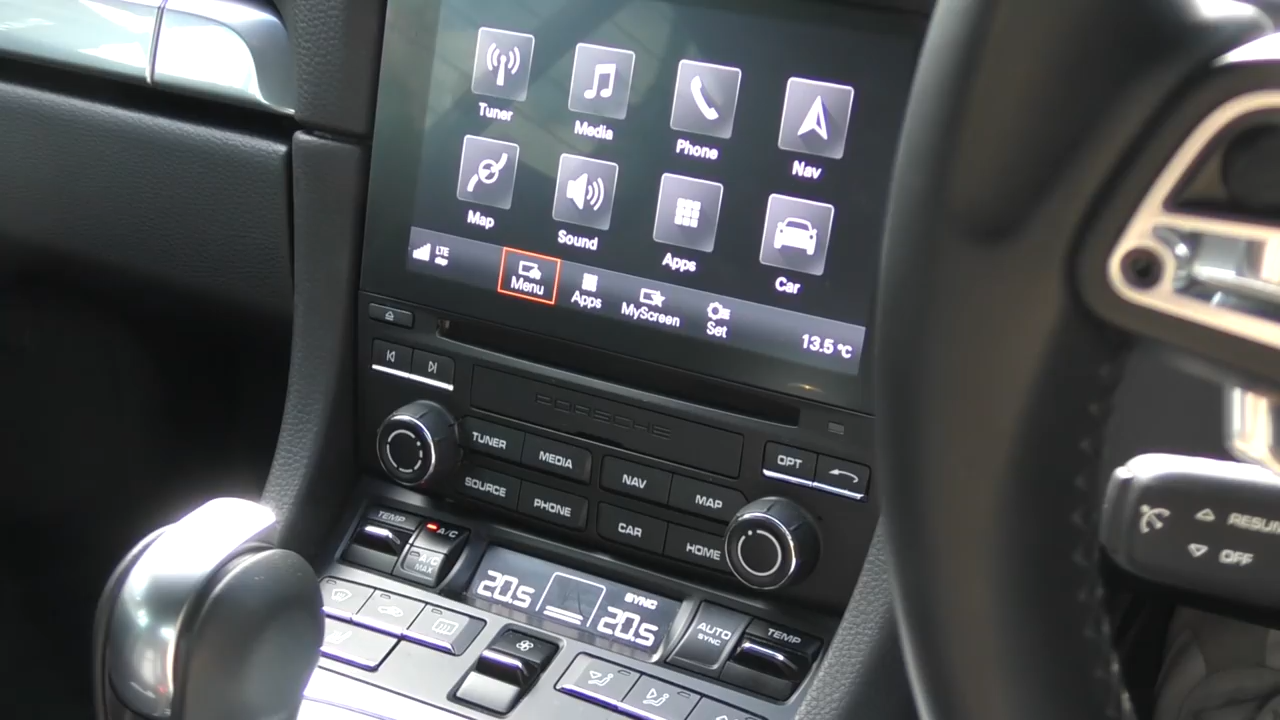 Tuner
Media
Phone
Nav
Map
Sound
Apps
Car
LTE
Menu
Apps
MyScreen
Set
13.5 °C
PORSCHE
TUNER
MEDIA
NAV
MAP
OPT
SOURCE
PHONE
CAR
HOME
TEMP
A/C
A/C
MAX
20.5
SYNC
20.5
AUTO
SYNC
TEMP
OFF